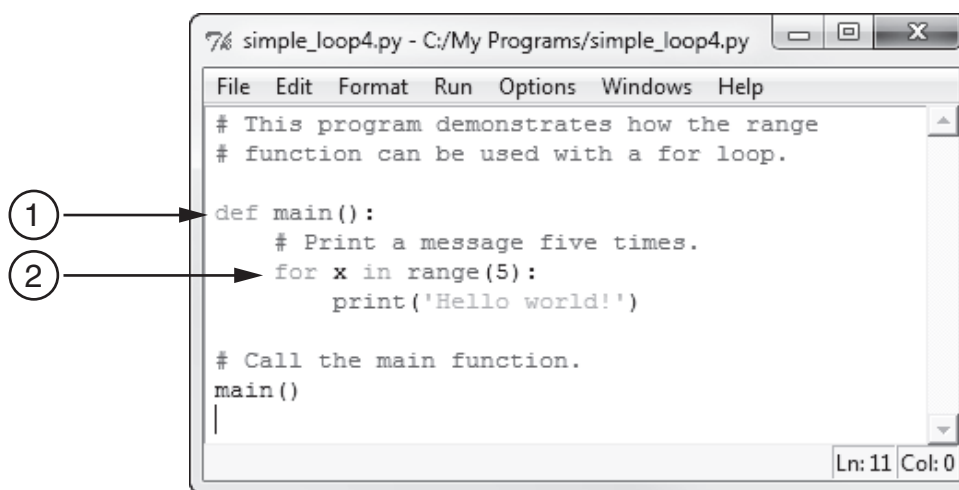 7% simple_loop4.py - C:/My Programs/simple_loop4.py
File Edit Format Run Options Windows Help
# This program demonstrates how the range
# function can be used with a for loop.
1
def main():
    # Print a message five times.
2
    for x in range(5):
        print('Hello world!')
# Call the main function.
main()
Ln: 11 Col: 0